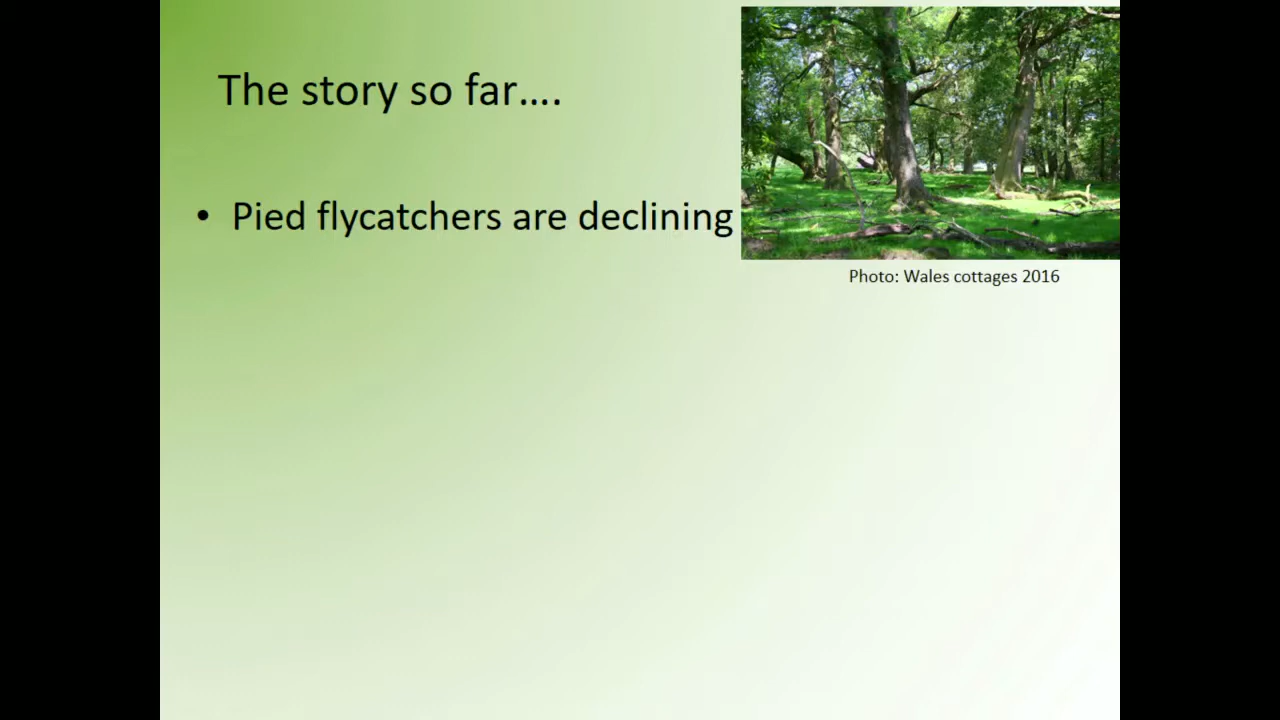 The story so far....
• Pied flycatchers are declining
Photo: Wales cottages 2016